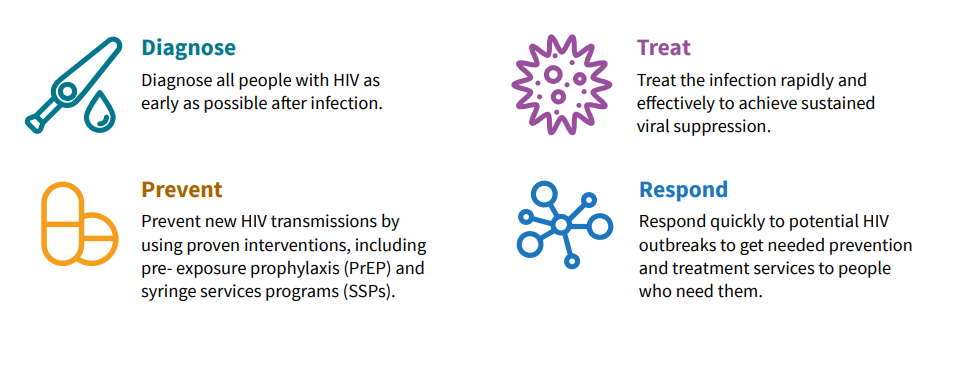 Diagnose
Diagnose all people with HIV as
early as possible after infection.
Treat
Treat the infection rapidly and
effectively to achieve sustained
viral suppression.
Prevent
Prevent new HIV transmissions by
using proven interventions, including
pre- exposure prophylaxis (PrEP) and
syringe services programs (SSPs).
Respond
Respond quickly to potential HIV
outbreaks to get needed prevention
and treatment services to people
who need them.